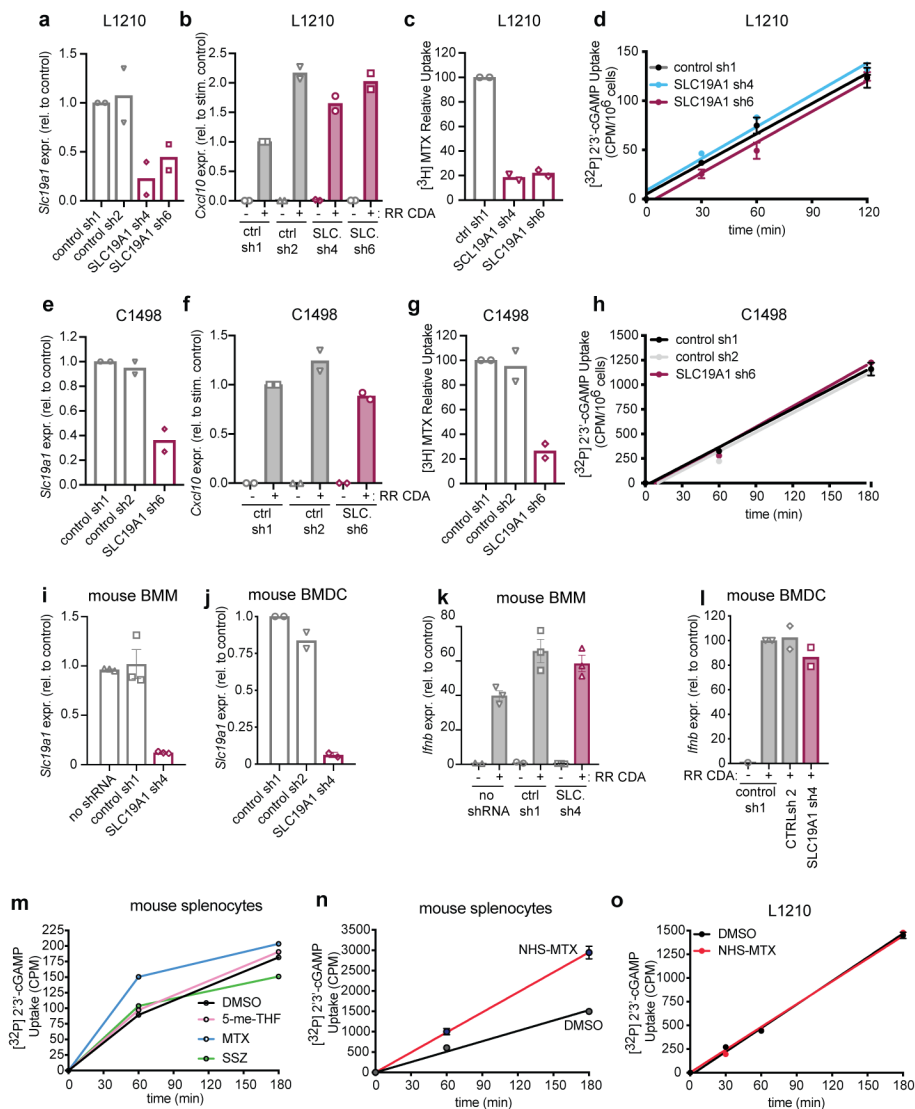 a
L1210
Slc19a1 expr. (rel. to control)
1.5
1.0
0.5
0
control sh1
control sh2
SLC19A1 sh4
SLC19A1 sh6
b
L1210
Cxcl10 expr. (rel. to stim. control)
3.0
2.5
2.0
1.5
1.0
0.5
0
- + - + - + - + RR CDA
ctrl sh1
ctrl sh2
SLC. sh4
SLC. sh6
c
L1210
[3H] MTX Relative Uptake
120
100
80
60
40
20
0
ctrl sh1
SCL19A1 sh4
SLC19A1 sh6
d
L1210
[32P] 2'3'-cGAMP Uptake
(CPM/106 cells)
150
100
50
0
control sh1
SLC19A1 sh4
SLC19A1 sh6
0 30 60 90 120
time (min)
e
C1498
Slc19a1 expr. (rel. to control)
1.2
1.0
0.8
0.6
0.4
0.2
0
control sh1
control sh2
SLC19A1 sh6
f
C1498
Cxcl10 expr. (rel. to stim. control)
1.5
1.25
1.0
0.75
0.5
0.25
0
- + - + - + : RR CDA
ctrl sh1
ctrl sh2
SLC. sh6
g
C1498
[3H] MTX Relative Uptake
120
100
80
60
40
20
0
control sh1
control sh2
SLC19A1 sh6
h
C1498
[32P] 2'3'-cGAMP Uptake
(CPM/106 cells)
1500
1250
1000
750
500
250
0
control sh1
control sh2
SLC19A1 sh6
0 30 60 90 120 150 180
time (min)
i
mouse BMM
Slc19a1 expr. (rel. to control)
1.5
1
0.5
0
no shRNA
control sh1
SLC19A1 sh4
j
mouse BMDC
Slc19a1 expr. (rel. to control)
1.0
0.75
0.5
0.25
0
control sh1
control sh2
SLC19A1 sh4
k
mouse BMM
Ifnb expr. (rel. to control)
80
60
40
20
0
- + - + - + : RR CDA
no shRNA
ctrl sh1
SLC. sh4
l
mouse BMDC
Ifnb expr. (rel. to control)
120
100
80
60
40
20
0
RR CDA: - + + +
control sh1
CTRLsh 2
SLC19A1 sh4
m
mouse splenocytes
[32P] 2'3'-cGAMP
Uptake (CPM)
225
200
175
150
125
100
75
50
25
0
DMSO
5-me-THF
MTX
SSZ
0 30 60 90 120 150 180
time (min)
n
mouse splenocytes
[32P] 2'3'-cGAMP
Uptake (CPM)
3500
3000
2500
2000
1500
1000
500
0
NHS-MTX
DMSO
0 30 60 90 120 150 180
time (min)
o
L1210
[32P] 2'3'-cGAMP
Uptake (CPM)
1500
1250
1000
750
500
250
0
DMSO
NHS-MTX
0 30 60 90 120 150 180
time (min)